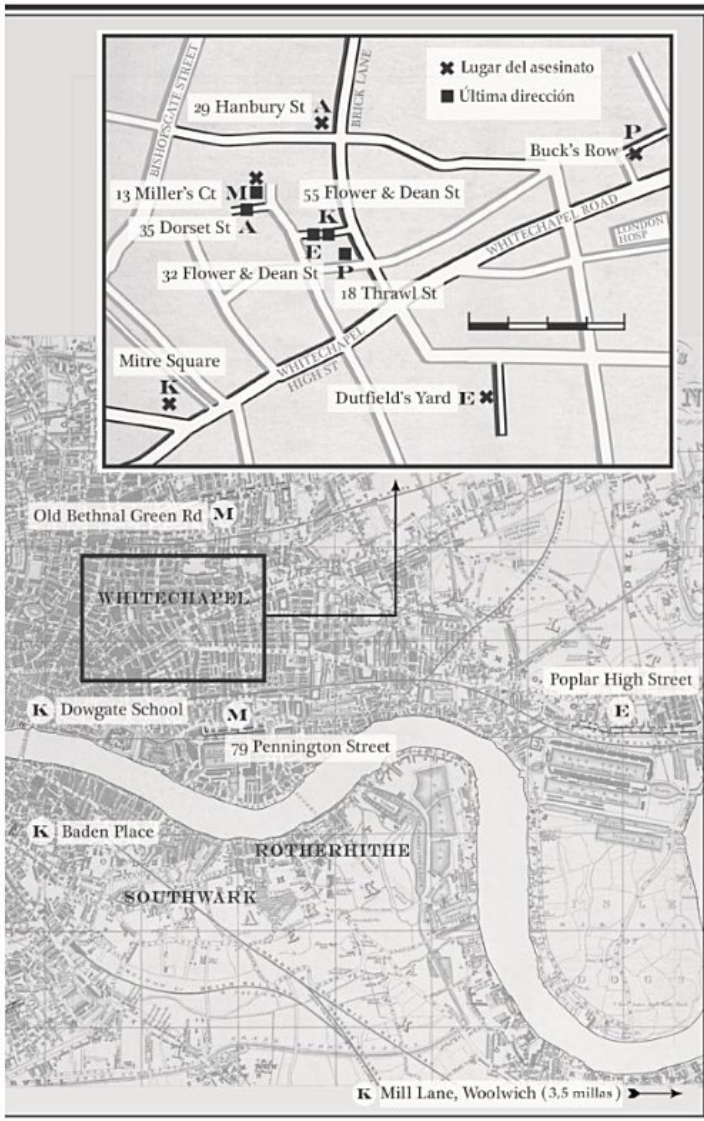 ✖ Lugar del asesinato
■ Última dirección
BISHOPSGATE STREET
BRICK LANE
29 Hanbury St A
P
Buck's Row
13 Miller's Ct M
55 Flower & Dean St
K
35 Dorset St A
E
32 Flower & Dean St
P
18 Thrawl St
WHITECHAPEL ROAD
LONDON
HOSP
Mitre Square
K
WHITECHAPEL
HIGH ST
Dutfield's Yard E
N
Old Bethnal Green Rd M
WHITECHAPEL
Poplar High Street
E
K Dowgate School
M
79 Pennington Street
K Baden Place
ROTHERHITHE
SOUTHWARK
K Mill Lane, Woolwich (3,5 millas)